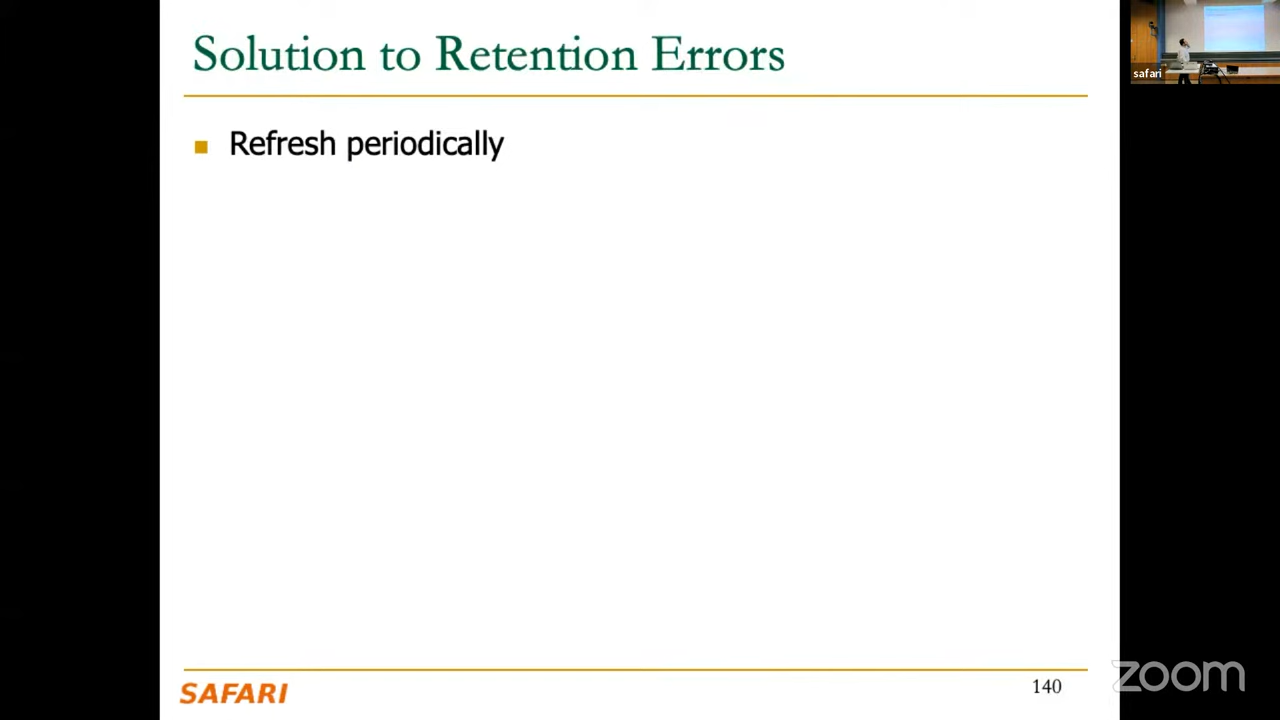 Solution to Retention Errors
Refresh periodically
SAFARI
140
safari
zoom